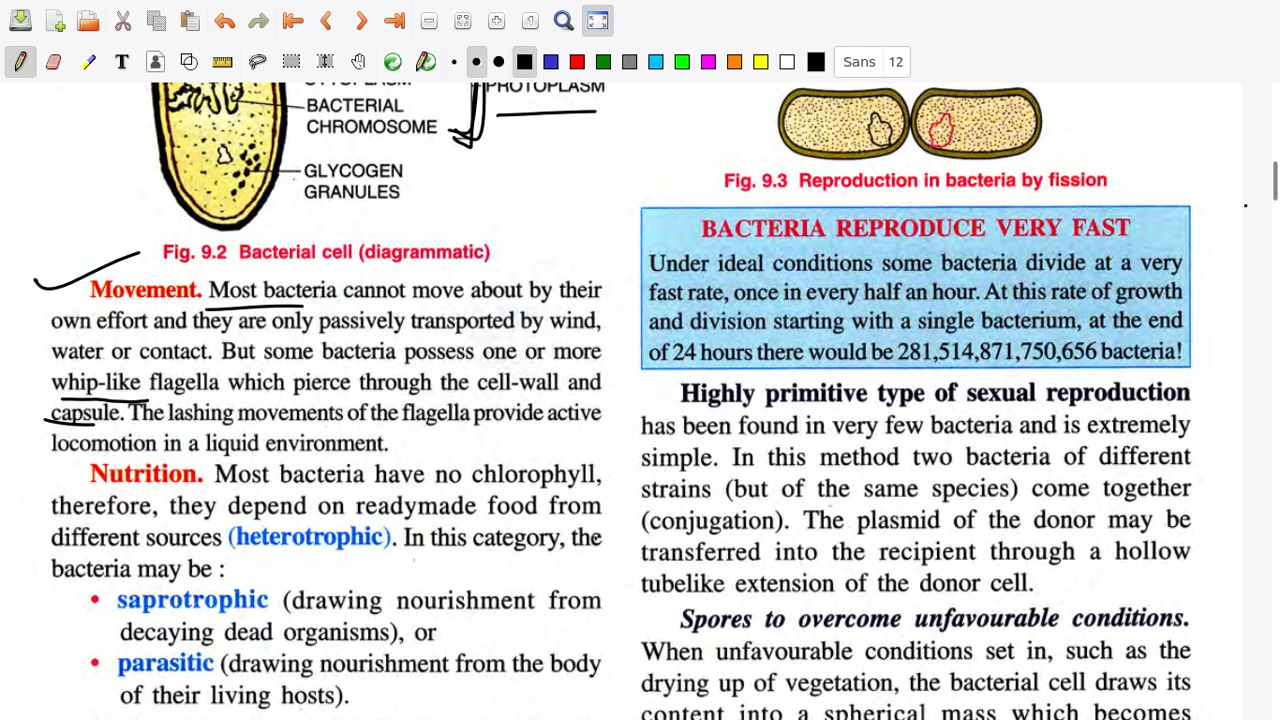 Sans 12
PROTOPLASM
BACTERIAL
CHROMOSOME
GLYCOGEN
GRANULES
Fig. 9.2 Bacterial cell (diagrammatic)
Movement. Most bacteria cannot move about by their
own effort and they are only passively transported by wind,
water or contact. But some bacteria possess one or more
whip-like flagella which pierce through the cell-wall and
capsule. The lashing movements of the flagella provide active
locomotion in a liquid environment.
Nutrition. Most bacteria have no chlorophyll,
therefore, they depend on readymade food from
different sources (heterotrophic). In this category, the
bacteria may be :
• saprotrophic (drawing nourishment from
decaying dead organisms), or
• parasitic (drawing nourishment from the body
of their living hosts).
Fig. 9.3 Reproduction in bacteria by fission
BACTERIA REPRODUCE VERY FAST
Under ideal conditions some bacteria divide at a very
fast rate, once in every half an hour. At this rate of growth
and division starting with a single bacterium, at the end
of 24 hours there would be 281,514,871,750,656 bacteria!
Highly primitive type of sexual reproduction
has been found in very few bacteria and is extremely
simple. In this method two bacteria of different
strains (but of the same species) come together
(conjugation). The plasmid of the donor may be
transferred into the recipient through a hollow
tubelike extension of the donor cell.
Spores to overcome unfavourable conditions.
When unfavourable conditions set in, such as the
drying up of vegetation, the bacterial cell draws its
content into a spherical mass which becomes